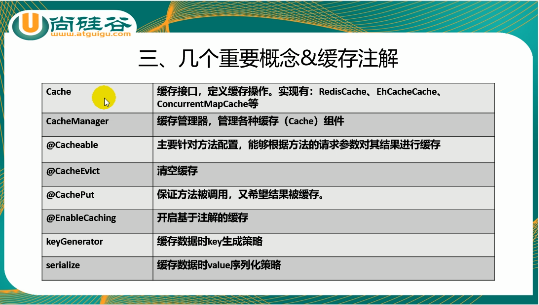 尚硅谷
www.atguigu.com
三、几个重要概念&缓存注解
Cache
缓存接口，定义缓存操作。实现有：RedisCache、EhCacheCache、
ConcurrentMapCache等
CacheManager
缓存管理器，管理各种缓存（Cache）组件
@Cacheable
主要针对方法配置，能够根据方法的请求参数对其结果进行缓存
@CacheEvict
清空缓存
@CachePut
保证方法被调用，又希望结果被缓存。
@EnableCaching
开启基于注解的缓存
keyGenerator
缓存数据时key生成策略
serialize
缓存数据时value序列化策略